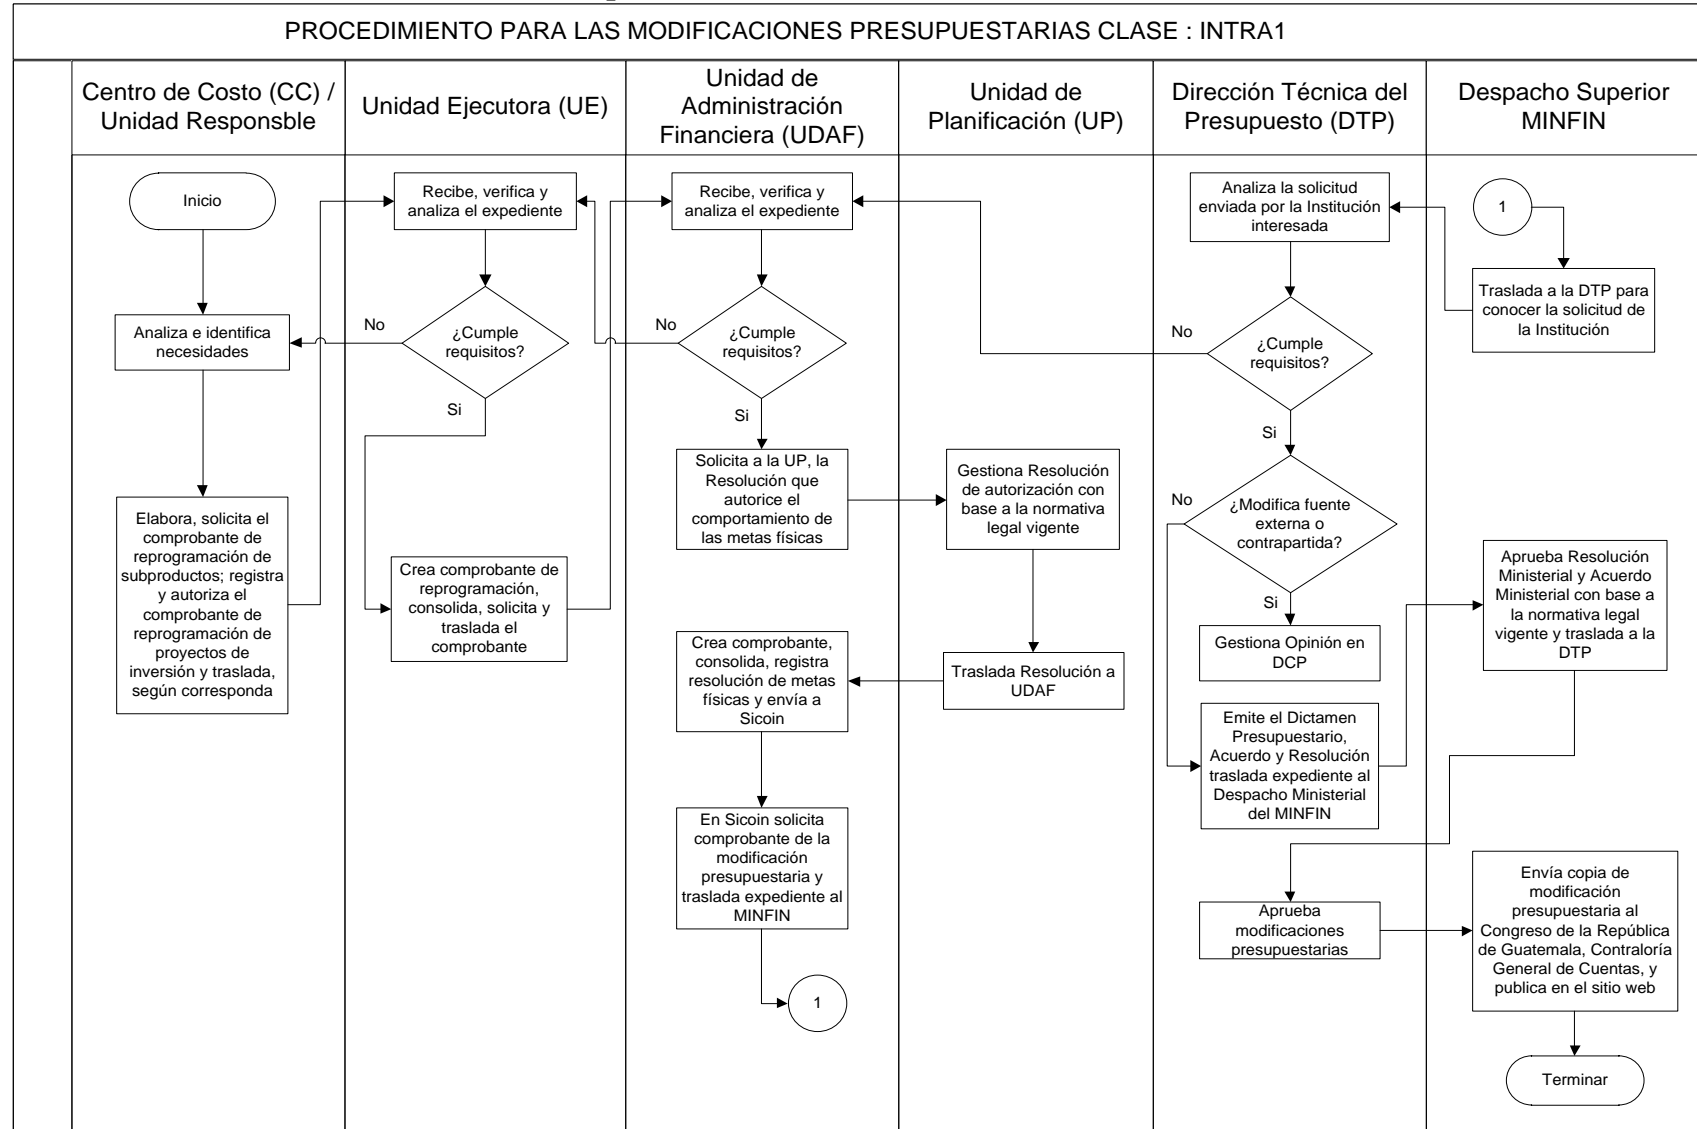 PROCEDIMIENTO PARA LAS MODIFICACIONES PRESUPUESTARIAS CLASE : INTRA1
Centro de Costo (CC) /
Unidad Responsble
Unidad Ejecutora (UE)
Unidad de
Administración
Financiera (UDAF)
Unidad de
Planificación (UP)
Dirección Técnica del
Presupuesto (DTP)
Despacho Superior
MINFIN
Inicio
Analiza e identifica
necesidades
Elabora, solicita el
comprobante de
reprogramación de
subproductos; registra
y autoriza el
comprobante de
reprogramación de
proyectos de
inversión y traslada,
según corresponda
Recibe, verifica y
analiza el expediente
¿Cumple
requisitos?
No
Si
Crea comprobante de
reprogramación,
consolida, solicita y
traslada el
comprobante
Recibe, verifica y
analiza el expediente
¿Cumple
requisitos?
No
Si
Solicita a la UP, la
Resolución que
autorice el
comportamiento de
las metas físicas
Crea comprobante,
consolida, registra
resolución de metas
físicas y envía a
Sicoin
En Sicoin solicita
comprobante de la
modificación
presupuestaria y
traslada expediente al
MINFIN
1
Gestiona Resolución
de autorización con
base a la normativa
legal vigente
Traslada Resolución a
UDAF
Analiza la solicitud
enviada por la Institución
interesada
¿Cumple
requisitos?
No
Si
¿Modifica fuente
externa o
contrapartida?
No
Si
Gestiona Opinión en
DCP
Emite el Dictamen
Presupuestario,
Acuerdo y Resolución
traslada expediente al
Despacho Ministerial
del MINFIN
Aprueba
modificaciones
presupuestarias
1
Traslada a la DTP para
conocer la solicitud de
la Institución
Aprueba Resolución
Ministerial y Acuerdo
Ministerial con base a
la normativa legal
vigente y traslada a la
DTP
Envía copia de
modificación
presupuestaria al
Congreso de la República
de Guatemala, Contraloría
General de Cuentas, y
publica en el sitio web
Terminar